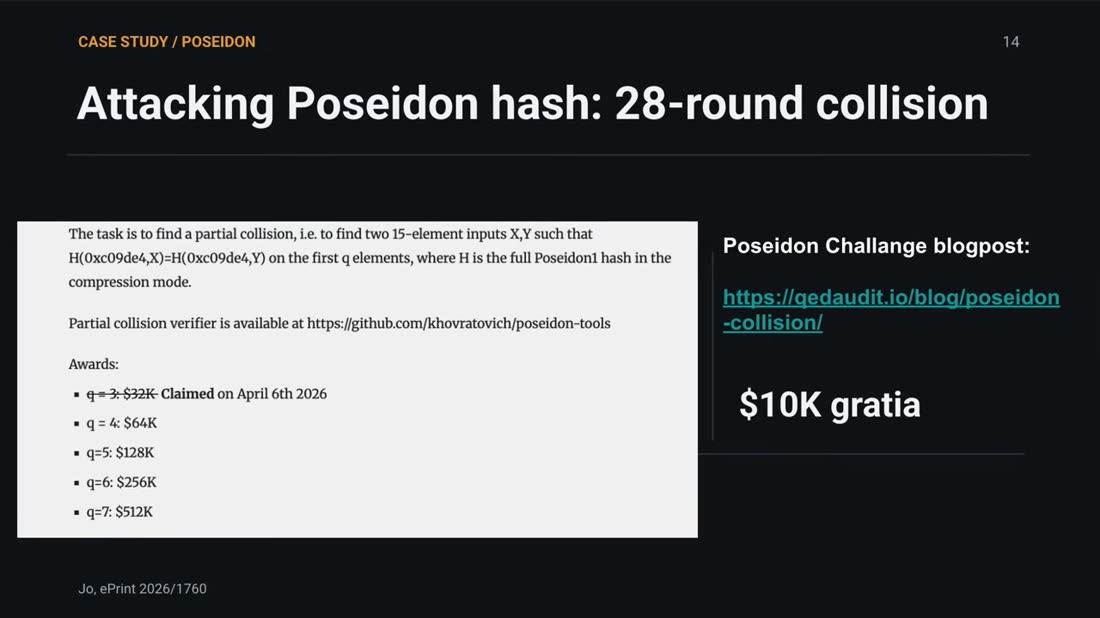 CASE STUDY / POSEIDON
14
Attacking Poseidon hash: 28-round collision
The task is to find a partial collision, i.e. to find two 15-element inputs X,Y such that
H(0xc09de4,X)=H(0xc09de4,Y) on the first q elements, where H is the full Poseidon1 hash in the
compression mode.
Partial collision verifier is available at https://github.com/khovratovich/poseidon-tools
Awards:
▪ q = 3: $32K Claimed on April 6th 2026
▪ q = 4: $64K
▪ q=5: $128K
▪ q=6: $256K
▪ q=7: $512K
Poseidon Challange blogpost:
https://qedaudit.io/blog/poseidon
-collision/
$10K gratia
Jo, ePrint 2026/1760